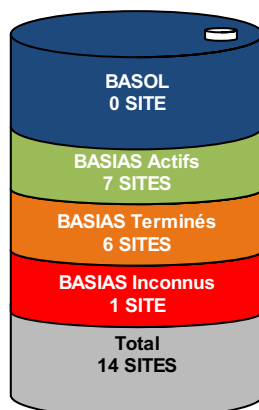 BASOL
0 SITE
BASIAS Actifs
7 SITES
BASIAS Terminés
6 SITES
BASIAS Inconnus
1 SITE
Total
14 SITES